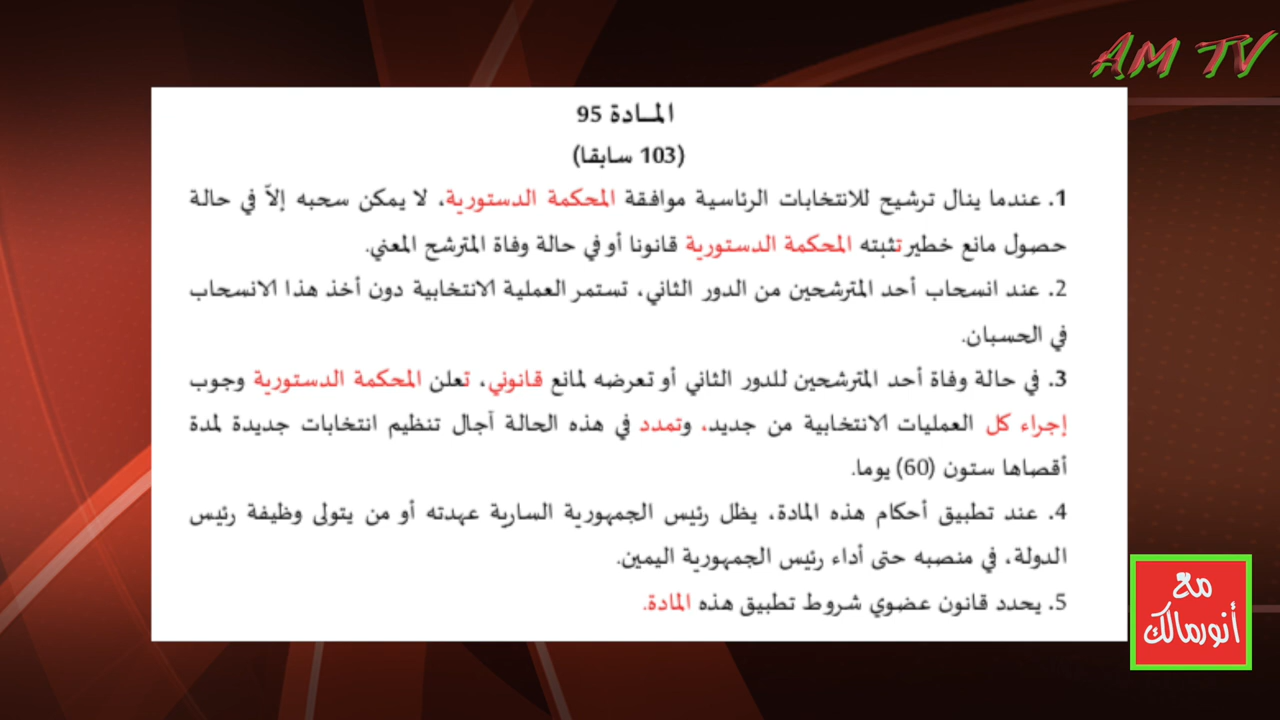 AM TV
المادة 95
(103 سابقا)
1. عندما ينال ترشيح للانتخابات الرئاسية موافقة المحكمة الدستورية، لا يمكن سحبه إلاّ في حالة
حصول مانع خطير تثبته المحكمة الدستورية قانونا أو في حالة وفاة المترشح المعني.
2. عند انسحاب أحد المترشحين من الدور الثاني، تستمر العملية الانتخابية دون أخذ هذا الانسحاب
في الحسبان.
3. في حالة وفاة أحد المترشحين للدور الثاني أو تعرضه لمانع قانوني، تعلن المحكمة الدستورية وجوب
إجراء كل العمليات الانتخابية من جديد، وتمدد في هذه الحالة آجال تنظيم انتخابات جديدة لمدة
أقصاها ستون (60) يوما.
4. عند تطبيق أحكام هذه المادة، يظل رئيس الجمهورية السارية عهدته أو من يتولى وظيفة رئيس
الدولة، في منصبه حتى أداء رئيس الجمهورية اليمين.
5. يحدد قانون عضوي شروط تطبيق هذه المادة.
مع
أنورمالك